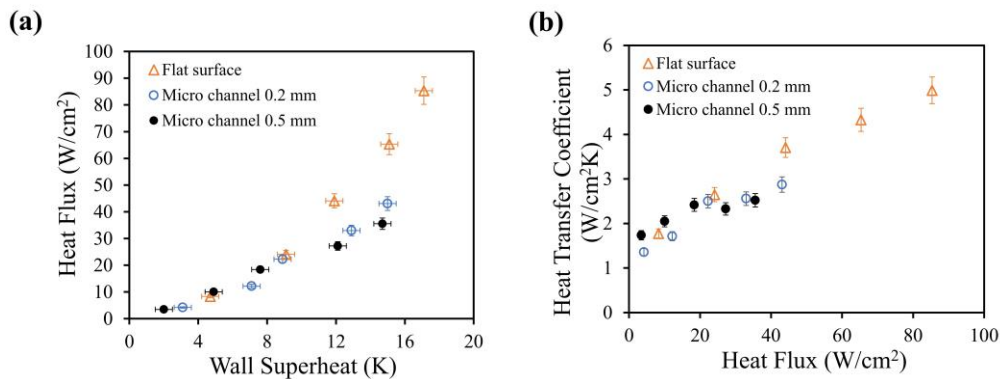 (a)
Heat Flux (W/cm²)
100
90
80
70
60
50
40
30
20
10
0
Flat surface
Micro channel 0.2 mm
Micro channel 0.5 mm
0 4 8 12 16 20
Wall Superheat (K)
(b)
Heat Transfer Coefficient
(W/cm²K)
6
5
4
3
2
1
0
Flat surface
Micro channel 0.2 mm
Micro channel 0.5 mm
0 20 40 60 80 100
Heat Flux (W/cm²)